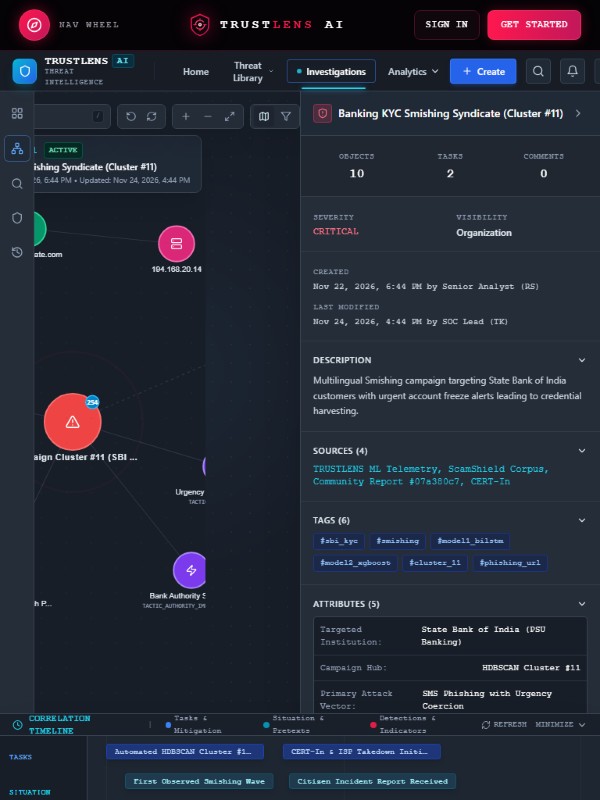 NAV WHEEL
TRUSTLENS AI
SIGN IN
GET STARTED
TRUSTLENS AI
THREAT
INTELLIGENCE
Home
Threat
Library
Investigations
Analytics
+ Create
ACTIVE
ishing Syndicate (Cluster #11)
26, 6:44 PM • Updated: Nov 24, 2026, 4:44 PM
ate.com
194.168.20.14
254
aign Cluster #11 (SBI ...
Urgency
TACTI
Bank Authority S
TACTIC_AUTHORITY_IM
h P...
Banking KYC Smishing Syndicate (Cluster #11)
OBJECTS
TASKS
COMMENTS
10
2
0
SEVERITY
VISIBILITY
CRITICAL
Organization
CREATED
Nov 22, 2026, 6:44 PM by Senior Analyst (RS)
LAST MODIFIED
Nov 24, 2026, 4:44 PM by SOC Lead (TK)
DESCRIPTION
Multilingual Smishing campaign targeting State Bank of India
customers with urgent account freeze alerts leading to credential
harvesting.
SOURCES (4)
TRUSTLENS ML Telemetry, ScamShield Corpus,
Community Report #07a380c7, CERT-In
TAGS (6)
#sbi_kyc
#smishing
#model1_bilstm
#model2_xgboost
#cluster_11
#phishing_url
ATTRIBUTES (5)
Targeted
Institution:
State Bank of India (PSU
Banking)
Campaign Hub:
HDBSCAN Cluster #11
Primary Attack
Vector:
SMS Phishing with Urgency
Coercion
CORRELATION
TIMELINE
Tasks &
Mitigation
Situation &
Pretexts
Detections &
Indicators
REFRESH
MINIMIZE
TASKS
Automated HDBSCAN Cluster #1...
CERT-In & ISP Takedown Initi...
SITUATION
First Observed Smishing Wave
Citizen Incident Report Received